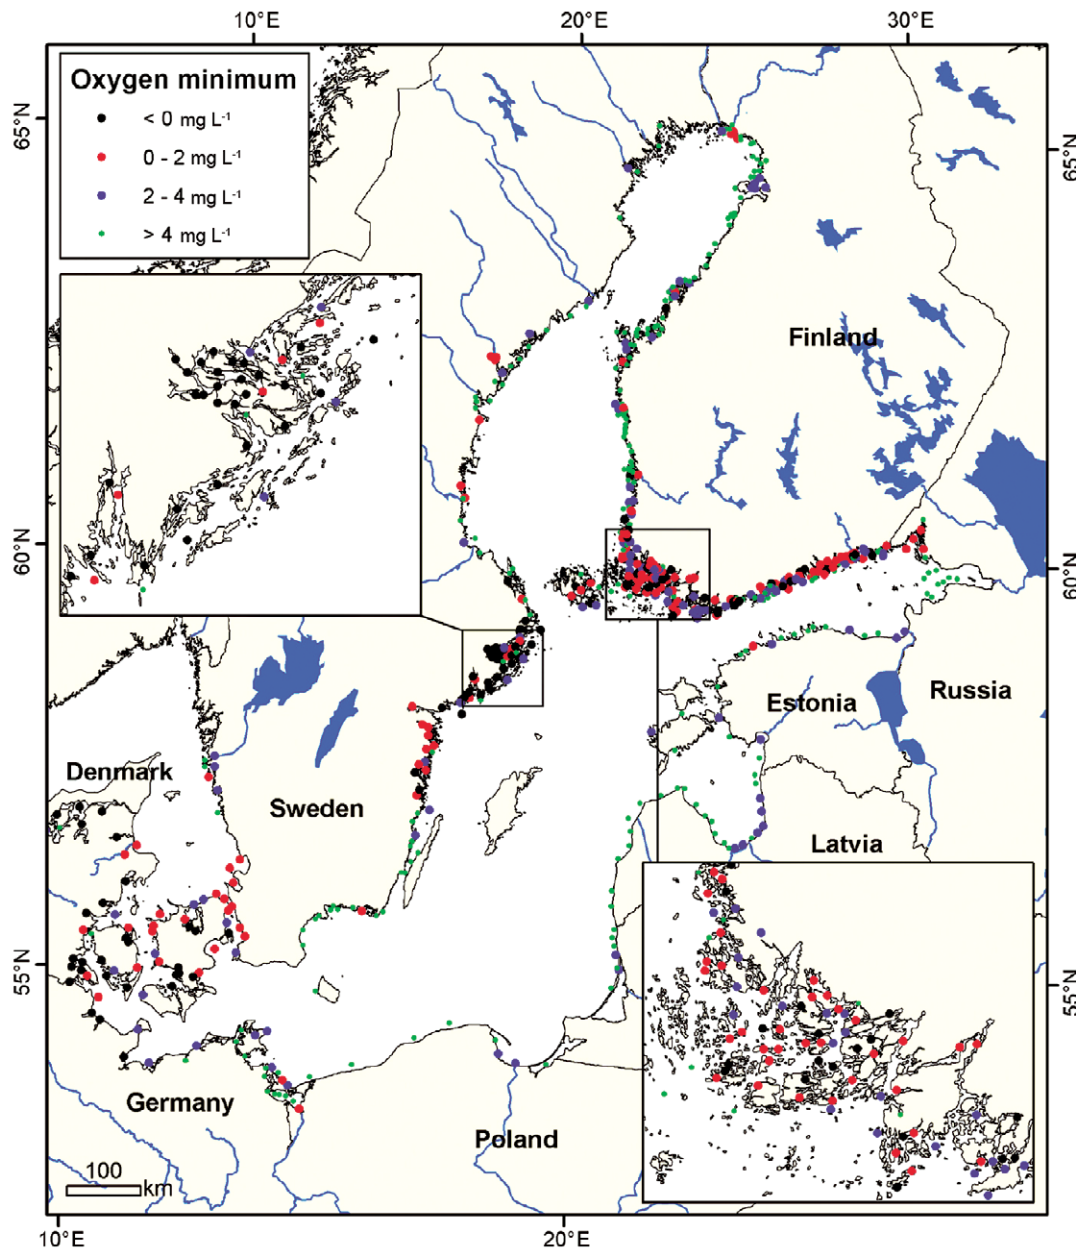 10°E 20°E 30°E
65°N
65°N
Oxygen minimum
< 0 mg L⁻¹
0 - 2 mg L⁻¹
2 - 4 mg L⁻¹
> 4 mg L⁻¹
Finland
60°N
60°N
Estonia
Russia
Denmark
Sweden
Latvia
55°N
55°N
Germany
Poland
100
km
10°E 20°E